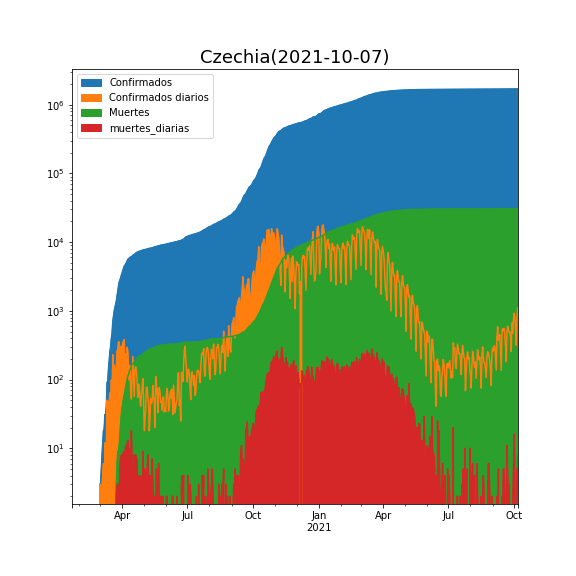 Czechia(2021-10-07)
Confirmados
Confirmados diarios
Muertes
muertes_diarias
10^6
10^5
10^4
10^3
10^2
10^1
Apr Jul Oct Jan Apr Jul Oct
2021